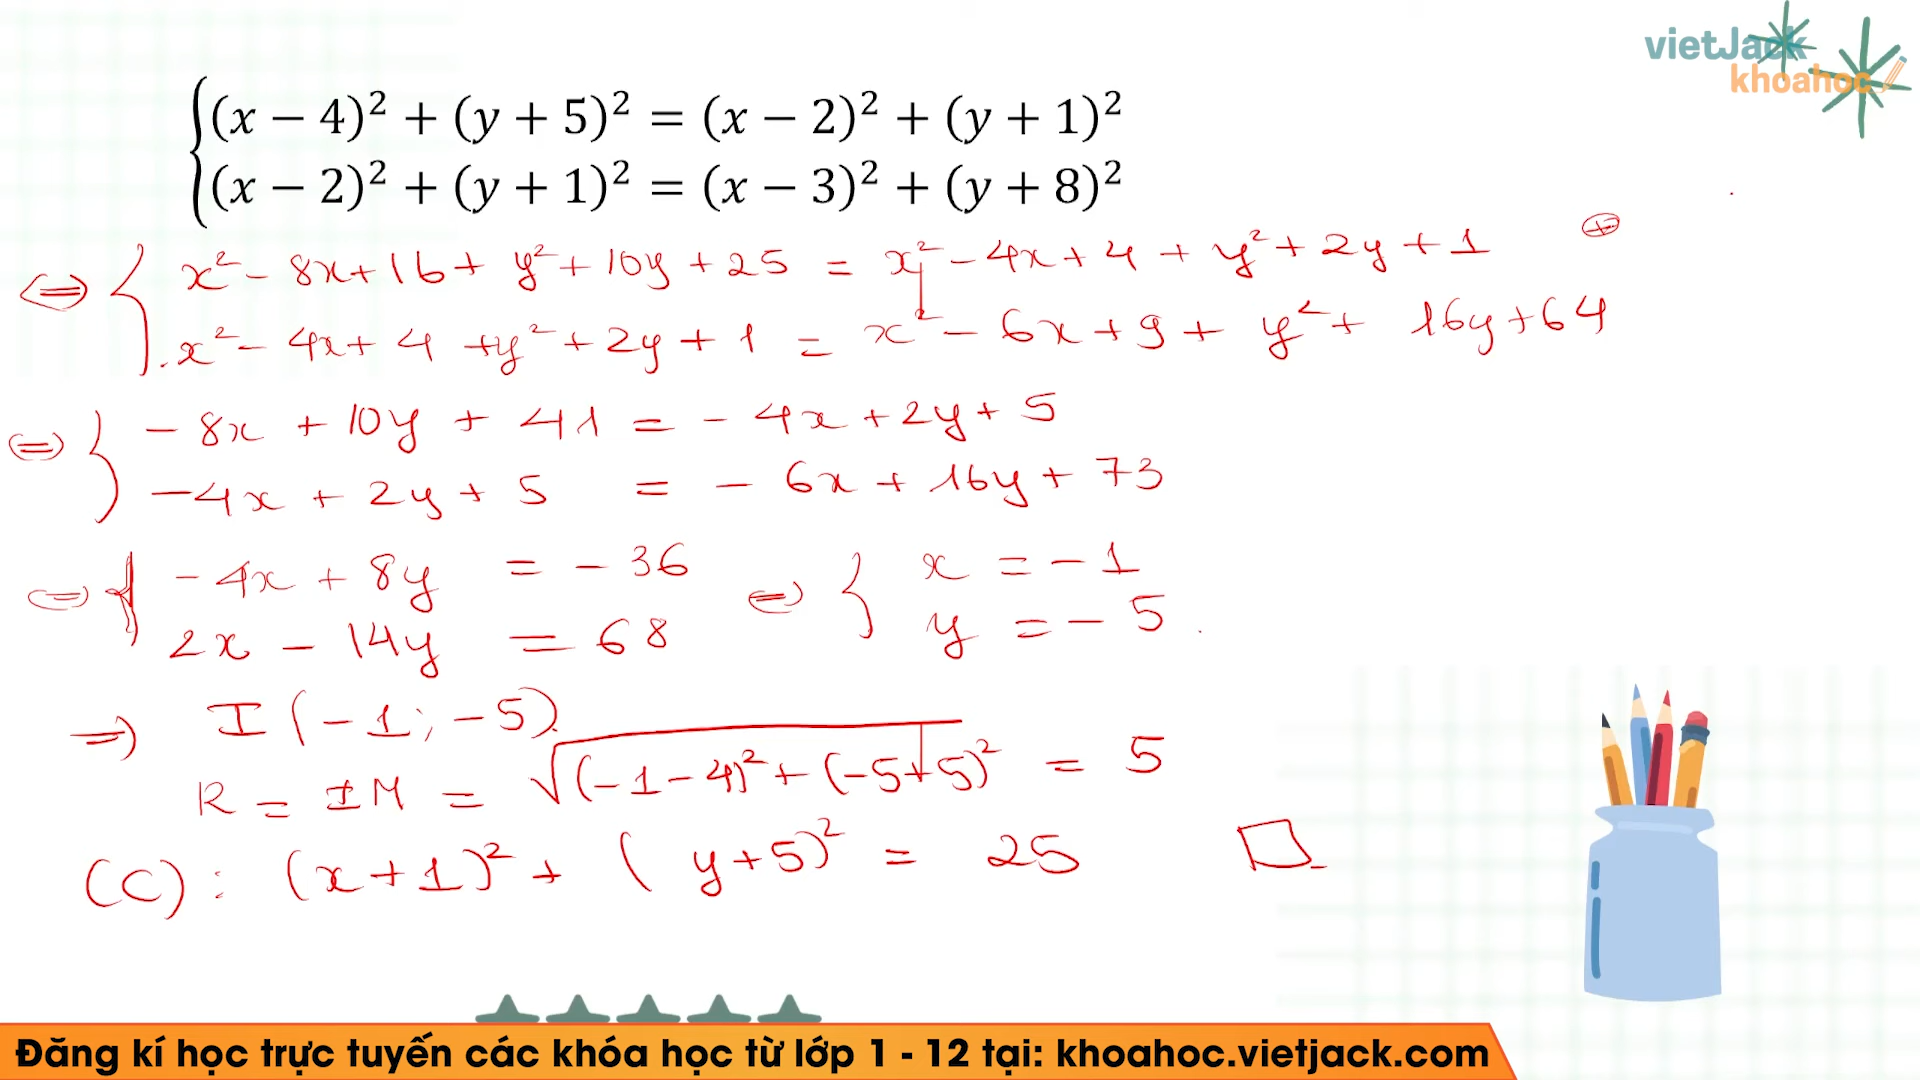 vietJack
khoahoc
(x − 4)² + (y + 5)² = (x − 2)² + (y + 1)²
(x − 2)² + (y + 1)² = (x − 3)² + (y + 8)²
⇔ { x² - 8x + 16 + y² + 10y + 25 = x² - 4x + 4 + y² + 2y + 1
x² - 4x + 4 + y² + 2y + 1 = x² - 6x + 9 + y² + 16y + 64
⇔ { - 8x + 10y + 41 = - 4x + 2y + 5
- 4x + 2y + 5 = - 6x + 16y + 73
⇔ { - 4x + 8y = - 36 ⇔ { x = - 1
2x - 14y = 68 y = - 5
⇒ I (-1; -5)
R = IM = √((-1-4)² + (-5+5)²) = 5
(C) : (x+1)² + (y+5)² = 25
Đăng kí học trực tuyến các khóa học từ lớp 1 - 12 tại: khoahoc.vietjack.com